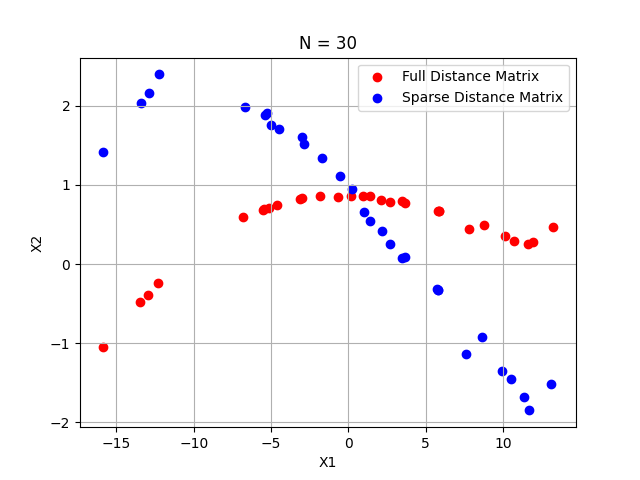 N = 30
Full Distance Matrix
Sparse Distance Matrix
X2
2
1
0
−1
−2
−15
−10
−5
0
5
10
X1